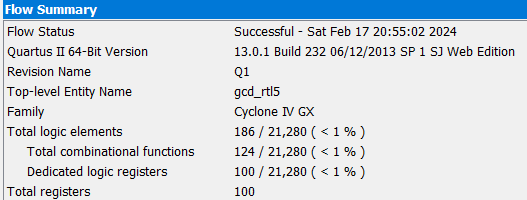 Flow Summary
Flow Status Successful - Sat Feb 17 20:55:02 2024
Quartus II 64-Bit Version 13.0.1 Build 232 06/12/2013 SP 1 SJ Web Edition
Revision Name Q1
Top-level Entity Name gcd_rtl5
Family Cyclone IV GX
Total logic elements 186 / 21,280 ( < 1 % )
Total combinational functions 124 / 21,280 ( < 1 % )
Dedicated logic registers 100 / 21,280 ( < 1 % )
Total registers 100